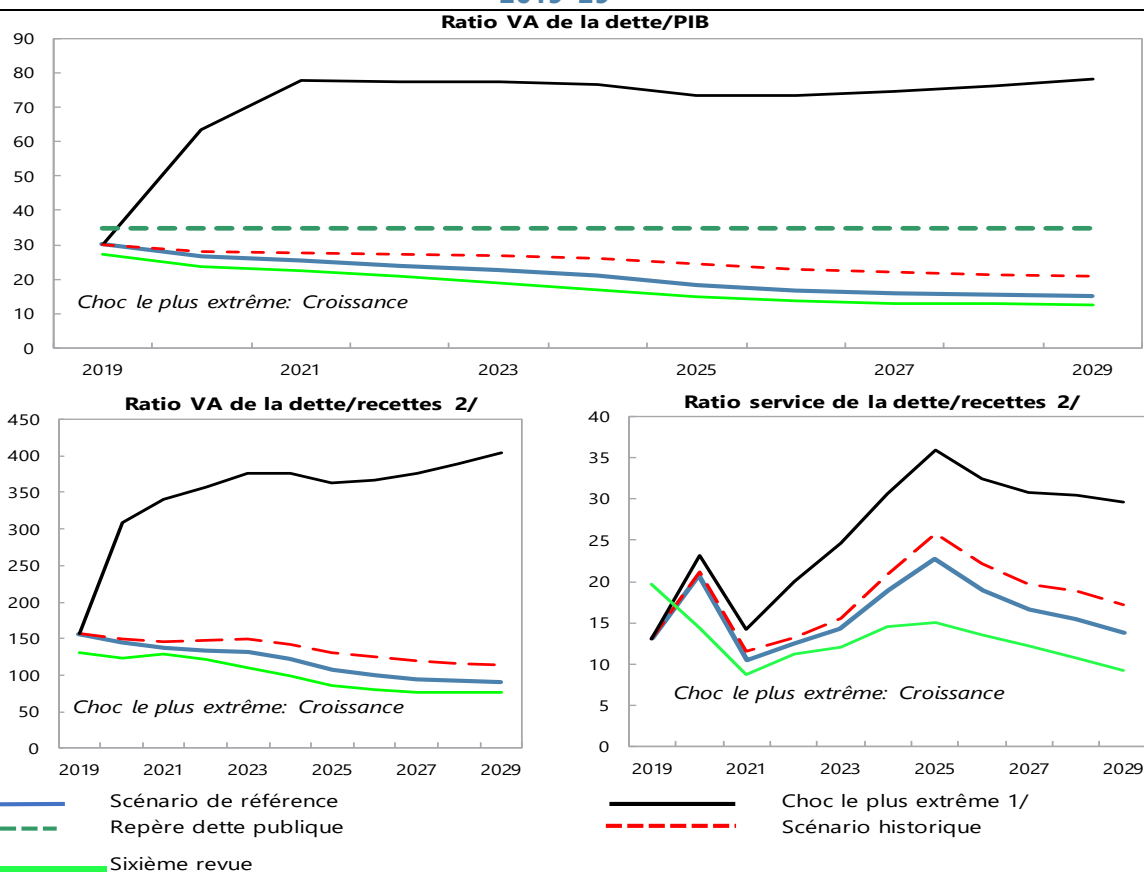 2019-29
Ratio VA de la dette/PIB
90
80
70
60
50
40
30
20
10
0
Choc le plus extrême: Croissance
2019 2021 2023 2025 2027 2029
Ratio VA de la dette/recettes 2/
450
400
350
300
250
200
150
100
50
0
Choc le plus extrême: Croissance
2019 2021 2023 2025 2027 2029
Ratio service de la dette/recettes 2/
40
35
30
25
20
15
10
5
0
Choc le plus extrême: Croissance
2019 2021 2023 2025 2027 2029
Scénario de référence
Repère dette publique
Sixième revue
Choc le plus extrême 1/
Scénario historique